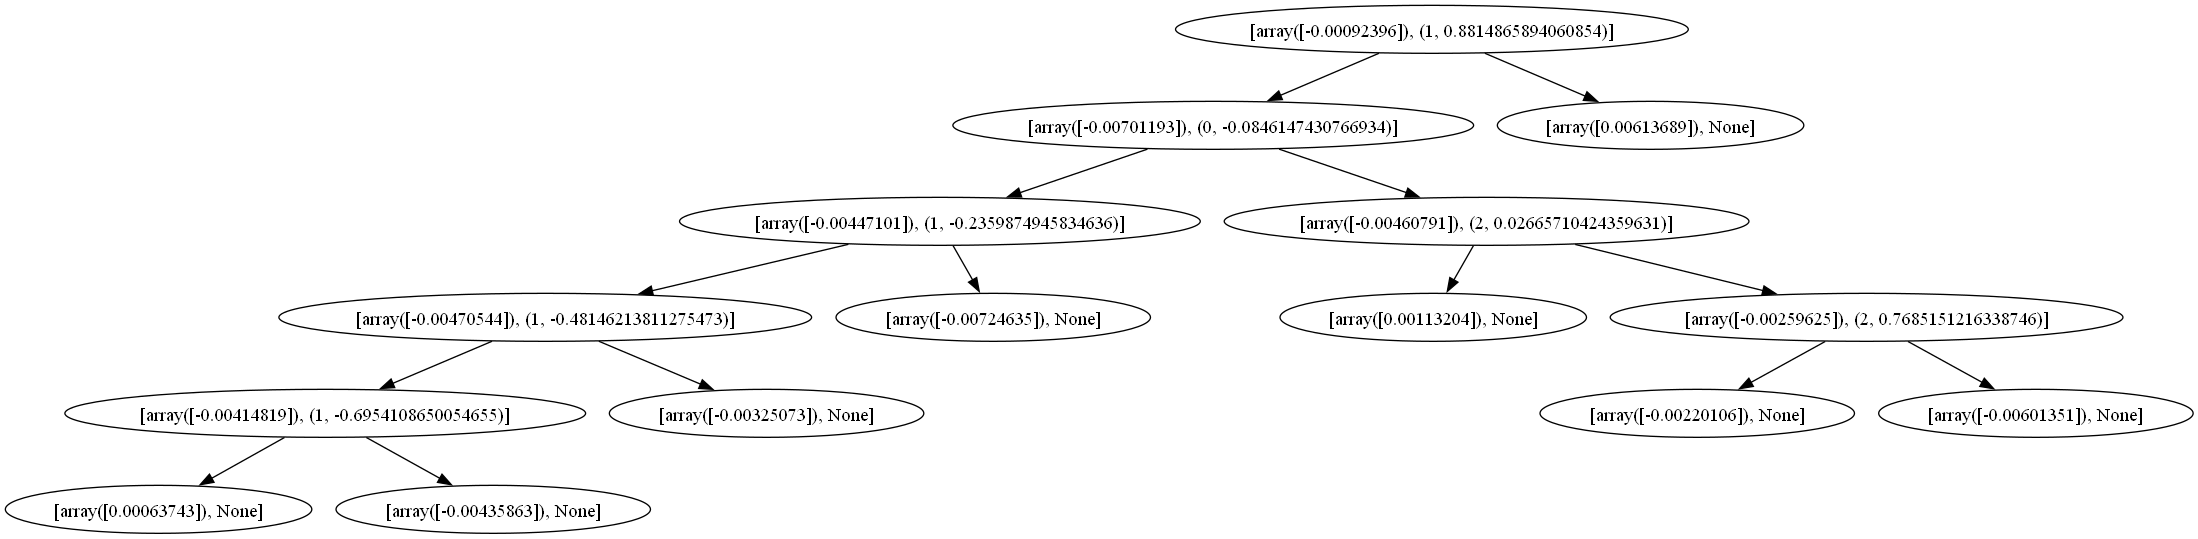 [array([-0.00092396]), (1, 0.8814865894060854)]
[array([-0.00701193]), (0, -0.0846147430766934)]
[array([0.00613689]), None]
[array([-0.00447101]), (1, -0.2359874945834636)]
[array([-0.00460791]), (2, 0.02665710424359631)]
[array([-0.00470544]), (1, -0.48146213811275473)]
[array([-0.00724635]), None]
[array([0.00113204]), None]
[array([-0.00259625]), (2, 0.7685151216338746)]
[array([-0.00414819]), (1, -0.6954108650054655)]
[array([-0.00325073]), None]
[array([-0.00220106]), None]
[array([-0.00601351]), None]
[array([0.00063743]), None]
[array([-0.00435863]), None]